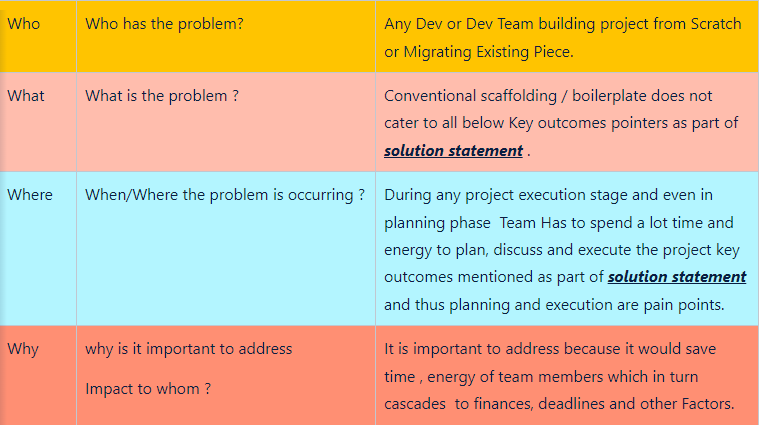 Who
Who has the problem?
Any Dev or Dev Team building project from Scratch
or Migrating Existing Piece.
What
What is the problem ?
Conventional scaffolding / boilerplate does not
cater to all below Key outcomes pointers as part of
solution statement .
Where
When/Where the problem is occurring ?
During any project execution stage and even in
planning phase  Team Has to spend a lot time and
energy to plan, discuss and execute the project key
outcomes mentioned as part of solution statement
and thus planning and execution are pain points.
Why
why is it important to address
Impact to whom ?
It is important to address because it would save
time , energy of team members which in turn
cascades  to finances, deadlines and other Factors.